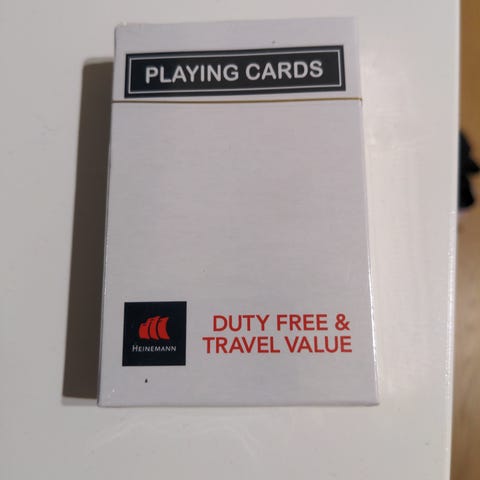 PLAYING CARDS
HEINEMANN
DUTY FREE &
TRAVEL VALUE